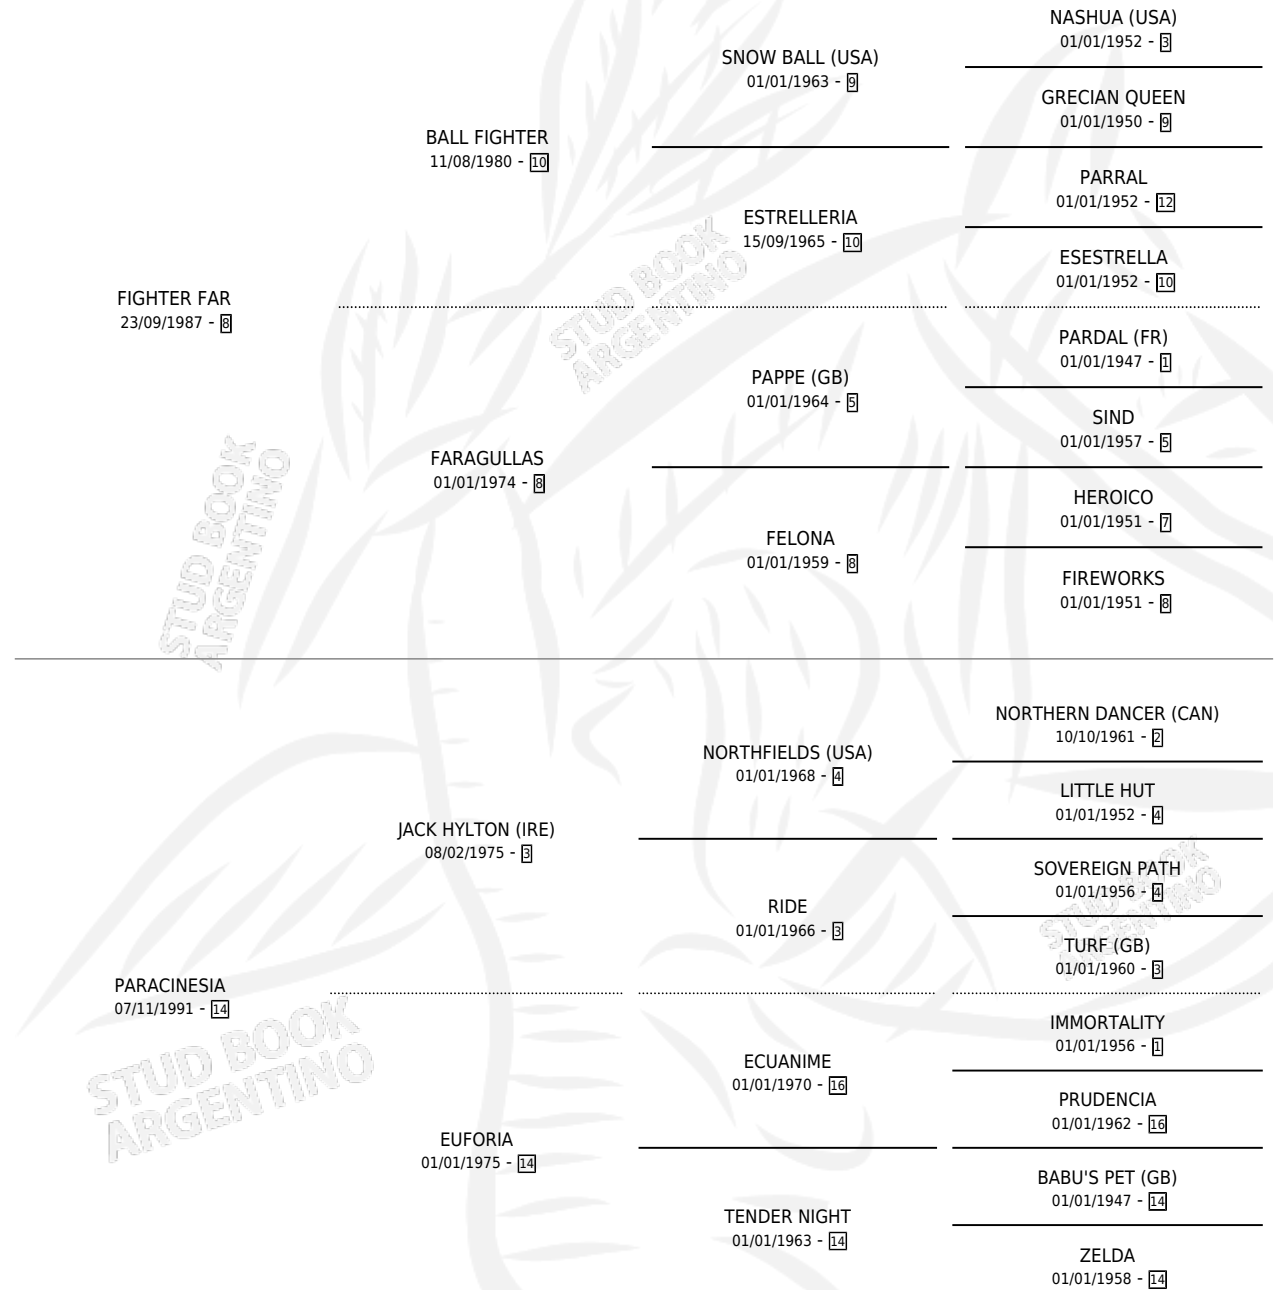 NASHUA (USA)
01/01/1952 - 3
SNOW BALL (USA)
01/01/1963 - 9
GRECIAN QUEEN
01/01/1950 - 9
BALL FIGHTER
11/08/1980 - 10
PARRAL
01/01/1952 - 12
ESTRELLERIA
15/09/1965 - 10
ESESTRELLA
01/01/1952 - 10
FIGHTER FAR
23/09/1987 - 8
STUD BOOK
ARGENTINO
PARDAL (FR)
01/01/1947 - 1
PAPPE (GB)
01/01/1964 - 5
SIND
01/01/1957 - 5
FARAGULLAS
01/01/1974 - 8
HEROICO
01/01/1951 - 7
FELONA
01/01/1959 - 8
FIREWORKS
01/01/1951 - 8
STUD BOOK
ARGENTINO
NORTHERN DANCER (CAN)
10/10/1961 - 2
NORTHFIELDS (USA)
01/01/1968 - 4
LITTLE HUT
01/01/1952 - 4
JACK HYLTON (IRE)
08/02/1975 - 3
SOVEREIGN PATH
01/01/1956 - 4
RIDE
01/01/1966 - 3
TURF (GB)
01/01/1960 - 3
STUD BOOK
ARGENTINO
PARACINESIA
07/11/1991 - 14
IMMORTALITY
01/01/1956 - 1
ECUANIME
01/01/1970 - 16
PRUDENCIA
01/01/1962 - 16
STUD BOOK
ARGENTINO
EUFORIA
01/01/1975 - 14
BABU'S PET (GB)
01/01/1947 - 14
TENDER NIGHT
01/01/1963 - 14
ZELDA
01/01/1958 - 14